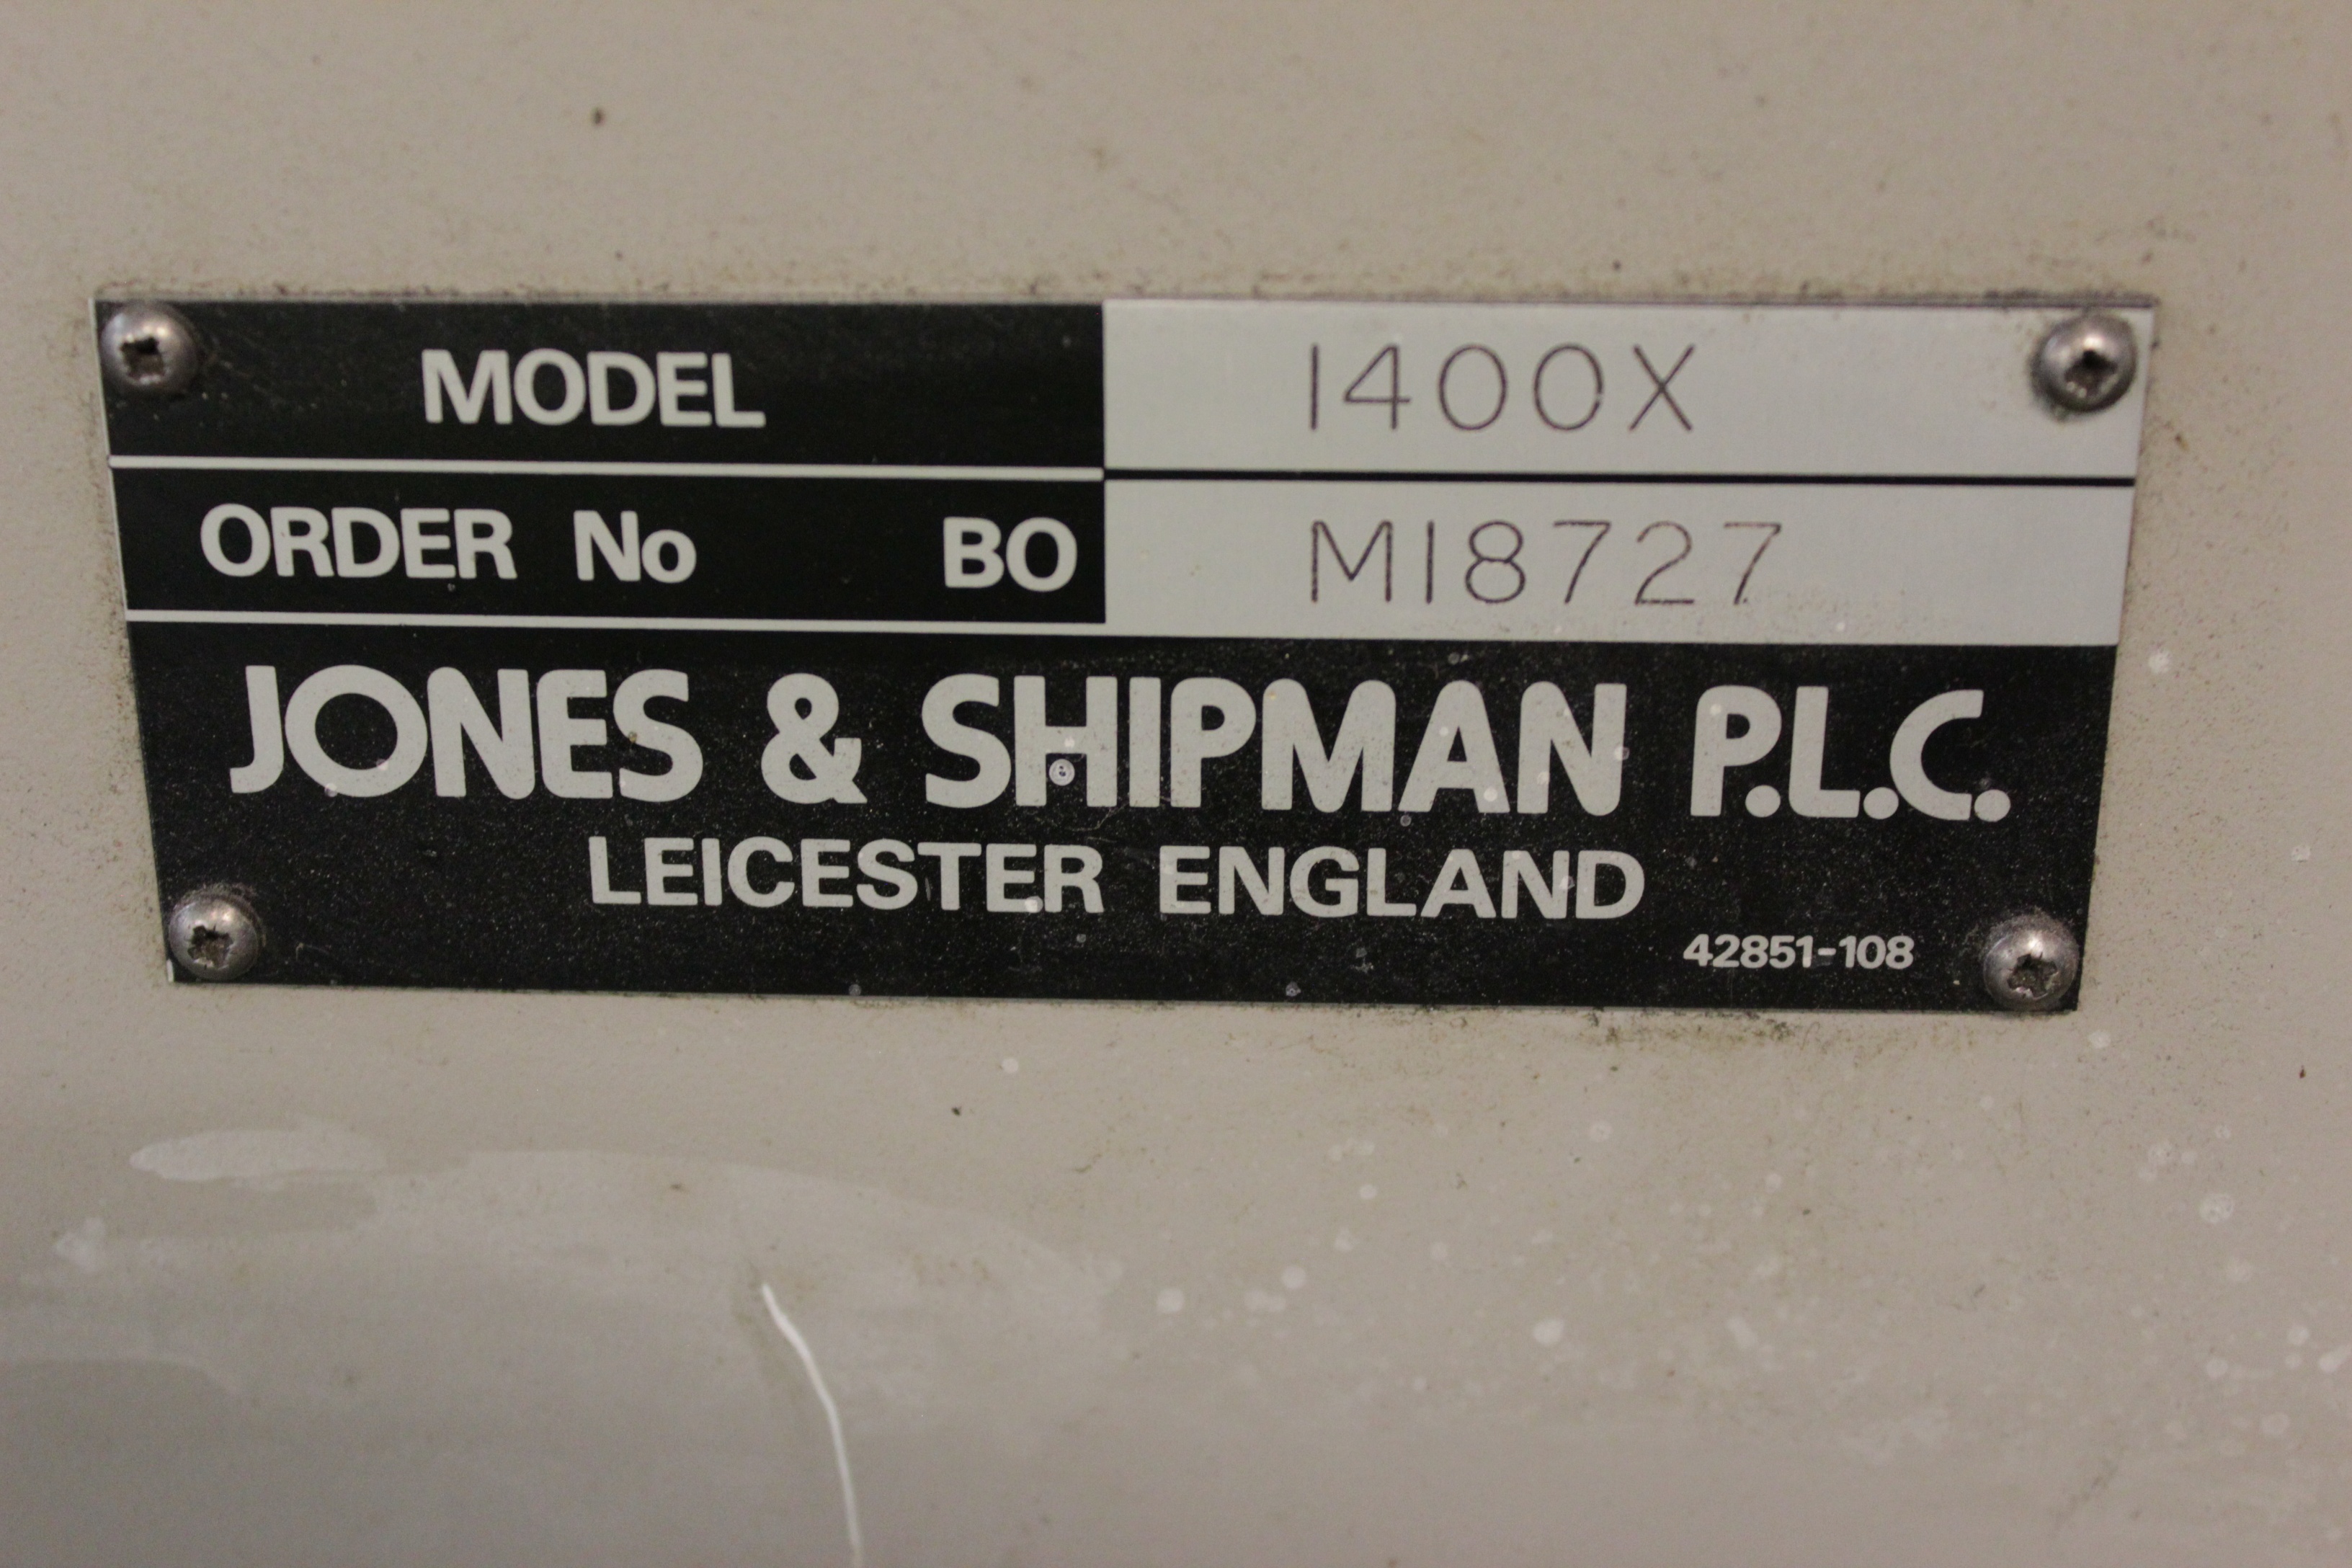 MODEL 1400X
ORDER No BO M18727
JONES & SHIPMAN P.L.C.
LEICESTER ENGLAND
42851-108